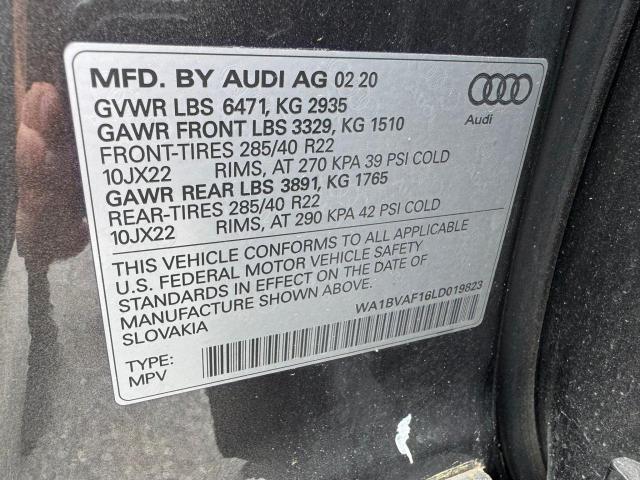 MFD. BY AUDI AG 02 20
GVWR LBS 6471, KG 2935
GAWR FRONT LBS 3329, KG 1510
FRONT-TIRES 285/40 R22
10JX22 RIMS, AT 270 KPA 39 PSI COLD
GAWR REAR LBS 3891, KG 1765
REAR-TIRES 285/40 R22
10JX22 RIMS, AT 290 KPA 42 PSI COLD
Audi
THIS VEHICLE CONFORMS TO ALL APPLICABLE
U.S. FEDERAL MOTOR VEHICLE SAFETY
STANDARDS IN EFFECT ON THE DATE OF
MANUFACTURE SHOWN ABOVE.
SLOVAKIA
WA1BVAF16LD019823
TYPE:
MPV